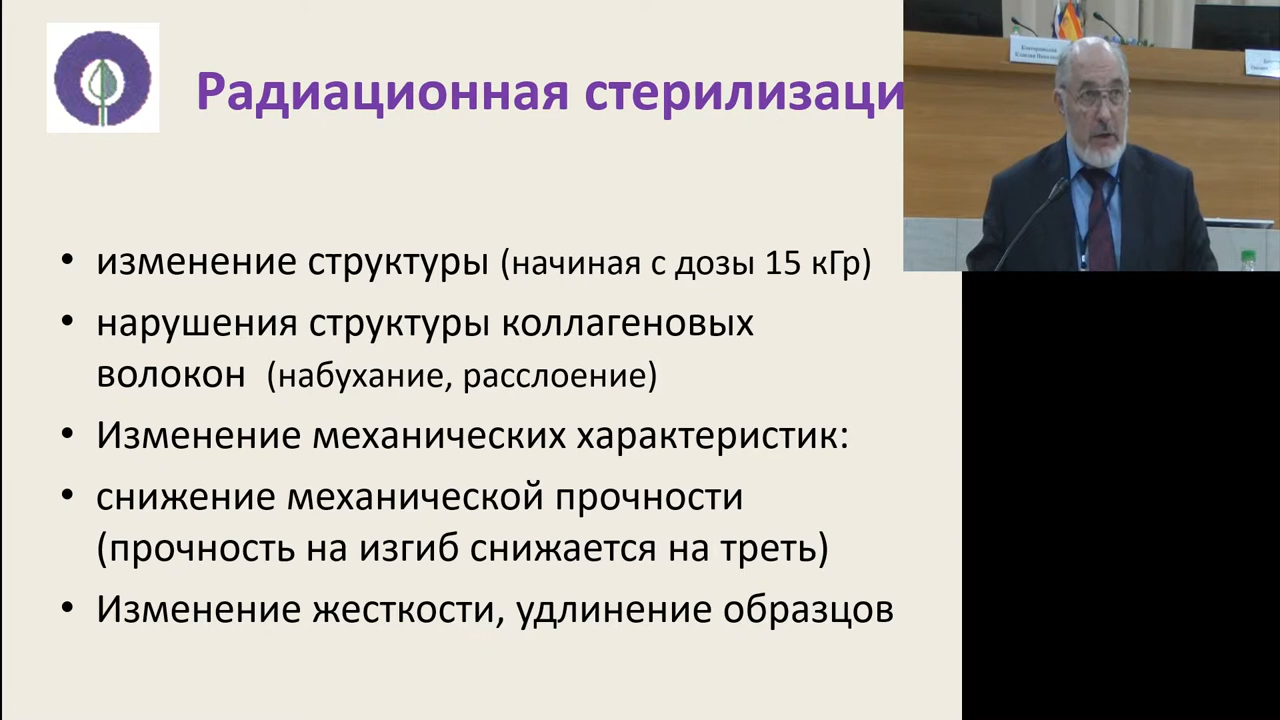 Радиационная стерилизаци
• изменение структуры (начиная с дозы 15 кГр)
• нарушения структуры коллагеновых
волокон (набухание, расслоение)
• Изменение механических характеристик:
• снижение механической прочности
(прочность на изгиб снижается на треть)
• Изменение жесткости, удлинение образцов